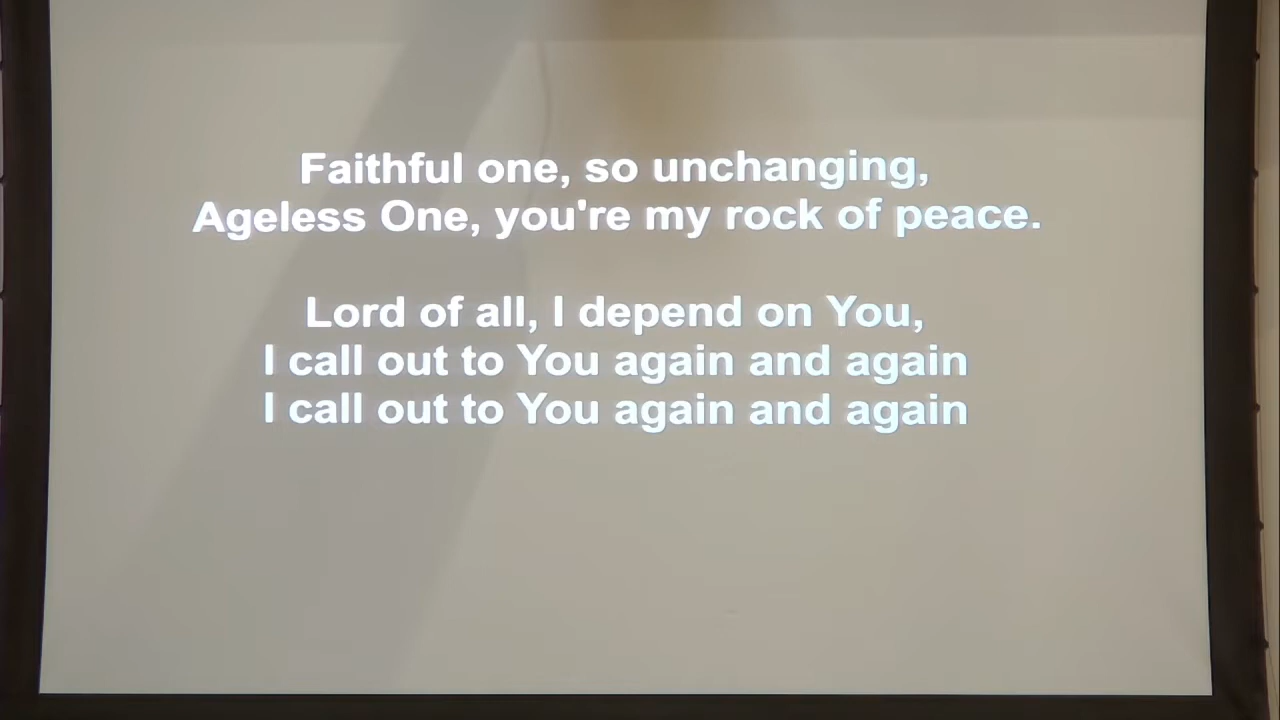 Faithful one, so unchanging,
Ageless One, you're my rock of peace.
Lord of all, I depend on You,
I call out to You again and again
I call out to You again and again